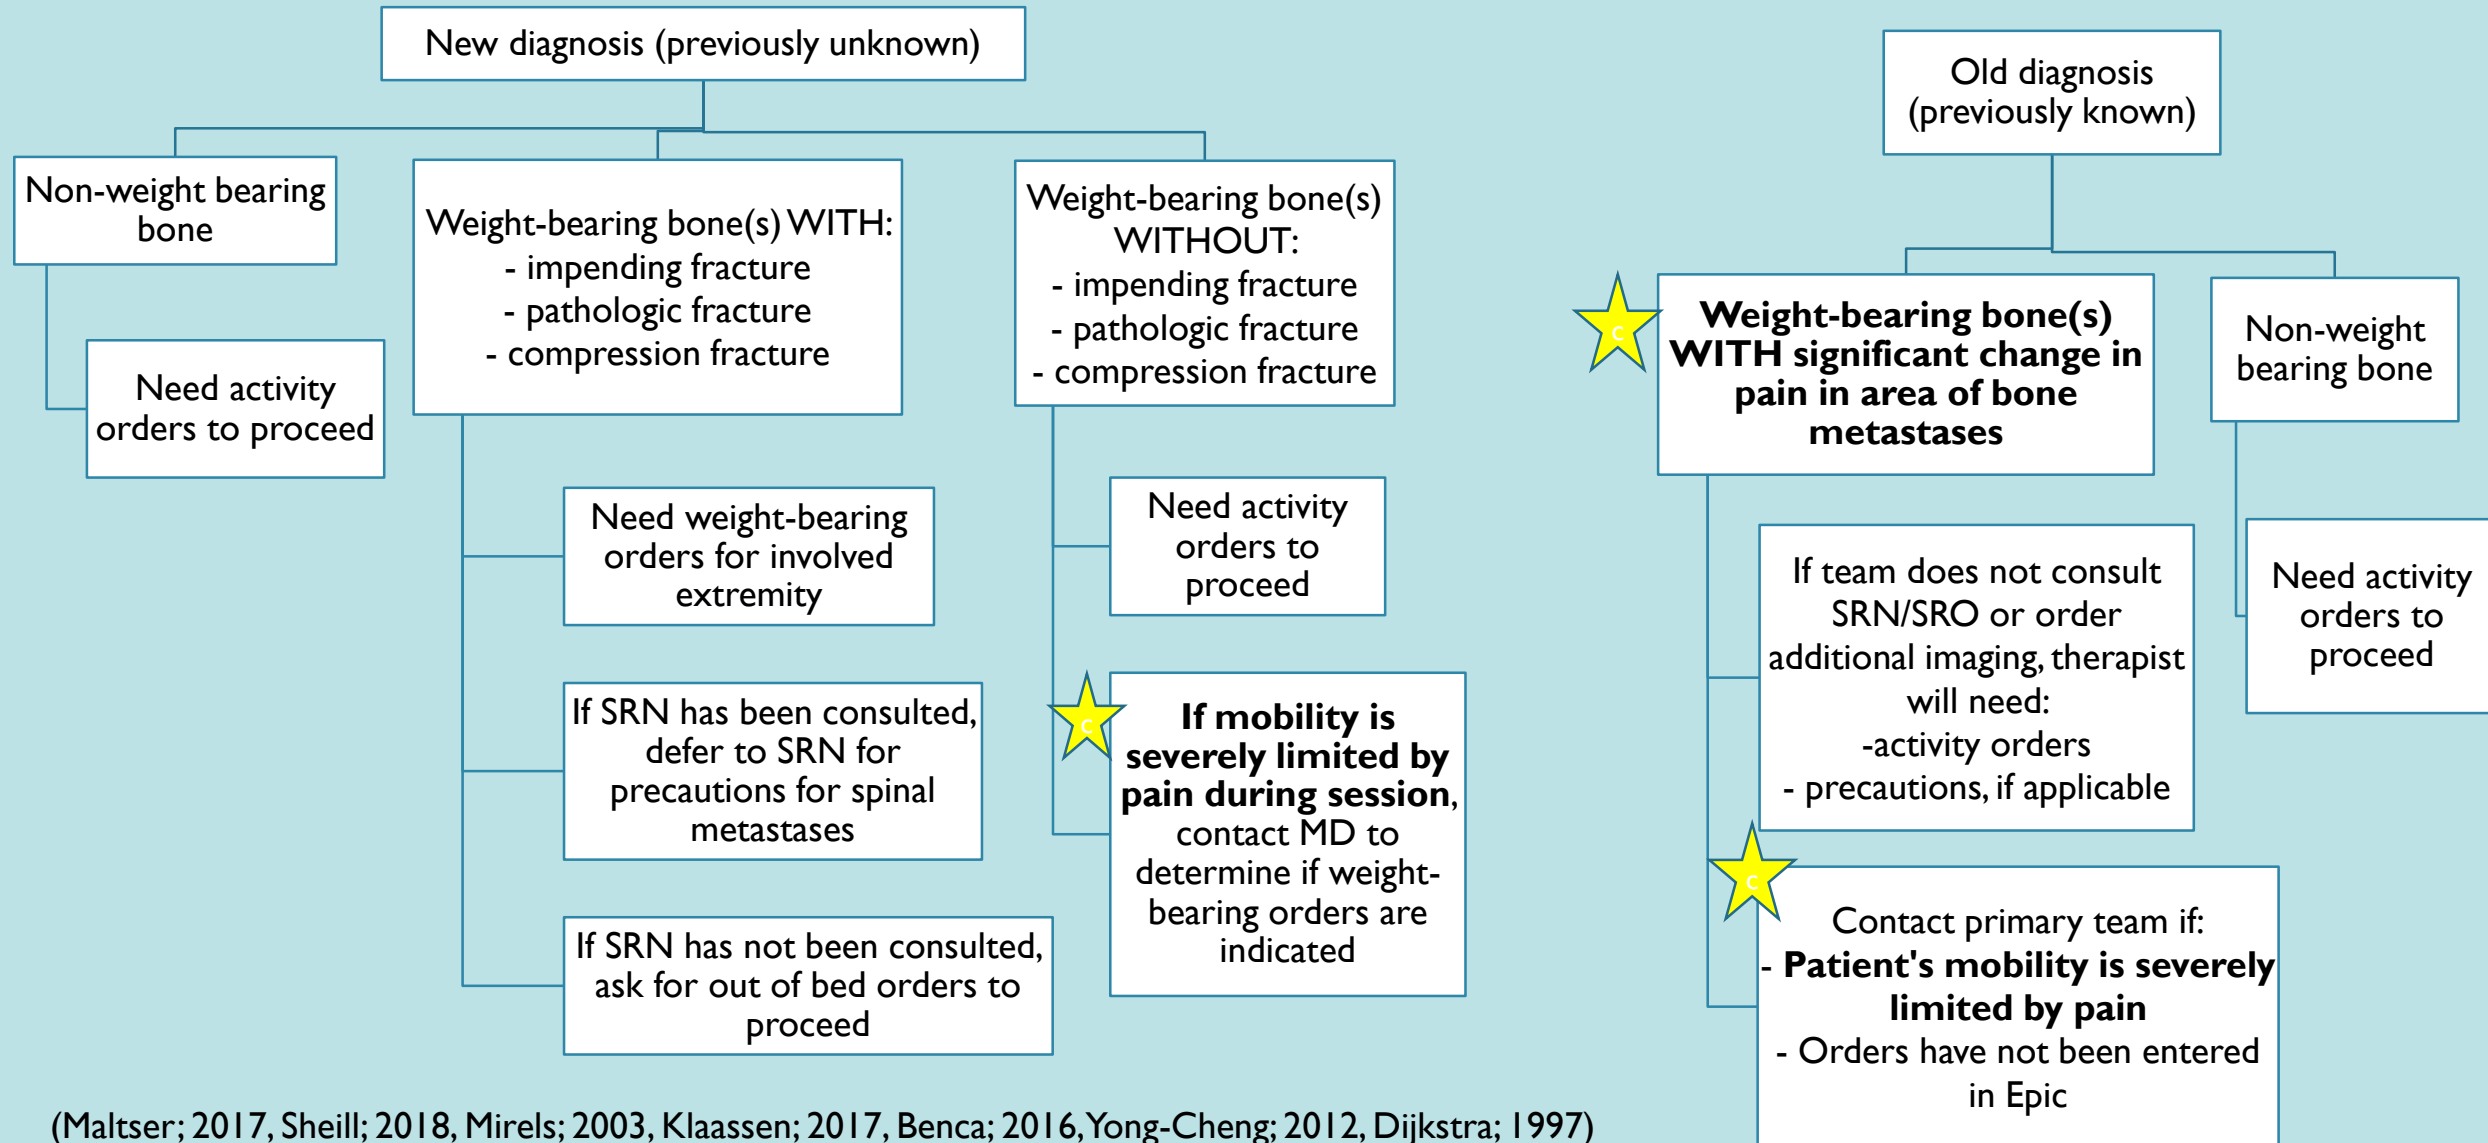 New diagnosis (previously unknown)
Non-weight bearing
bone
Need activity
orders to proceed
Weight-bearing bone(s) WITH:
- impending fracture
- pathologic fracture
- compression fracture
Need weight-bearing
orders for involved
extremity
If SRN has been consulted,
defer to SRN for
precautions for spinal
metastases
If SRN has not been consulted,
ask for out of bed orders to
proceed
Weight-bearing bone(s)
WITHOUT:
- impending fracture
- pathologic fracture
- compression fracture
Need activity
orders to
proceed
c
If mobility is
severely limited by
pain during session,
contact MD to
determine if weight-
bearing orders are
indicated
Old diagnosis
(previously known)
c
Weight-bearing bone(s)
WITH significant change in
pain in area of bone
metastases
If team does not consult
SRN/SRO or order
additional imaging, therapist
will need:
-activity orders
- precautions, if applicable
c
Contact primary team if:
- Patient's mobility is severely
limited by pain
- Orders have not been entered
in Epic
Non-weight
bearing bone
Need activity
orders to
proceed
(Maltser; 2017, Sheill; 2018, Mirels; 2003, Klaassen; 2017, Benca; 2016, Yong-Cheng; 2012, Dijkstra; 1997)